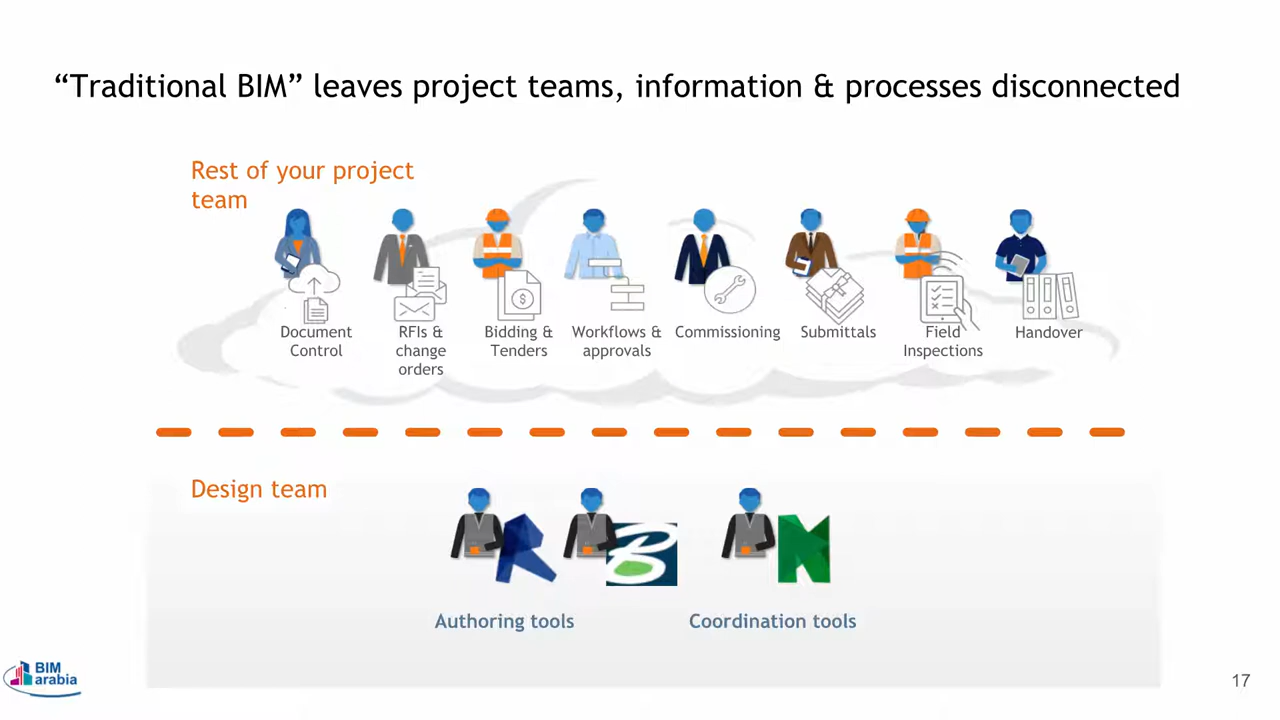 “Traditional BIM” leaves project teams, information & processes disconnected
Rest of your project
team
Document
Control
RFIs &
change
orders
Bidding &
Tenders
Workflows &
approvals
Commissioning
Submittals
Field
Inspections
Handover
Design team
Authoring tools
Coordination tools
BIM
arabia
17